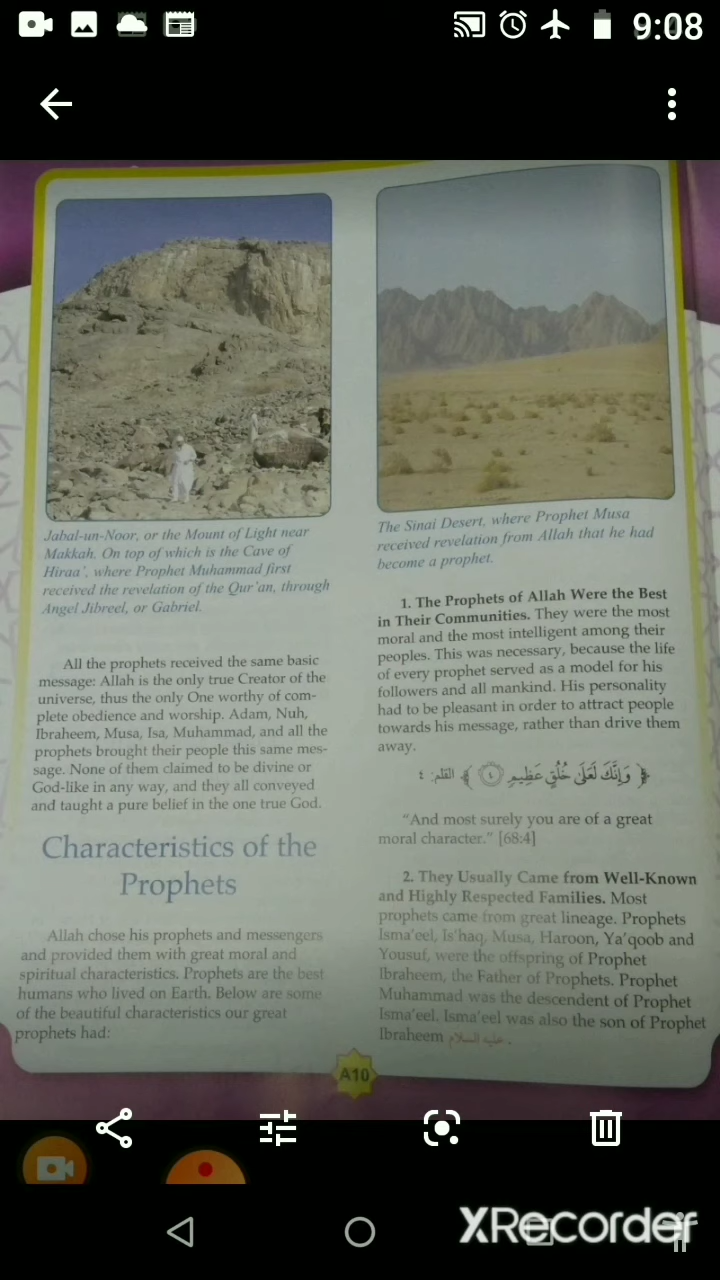 9:08
Jabal-un-Noor, or the Mount of Light near
Makkah. On top of which is the Cave of
Hiraa', where Prophet Muhammad first
received the revelation of the Qur'an, through
Angel Jibreel, or Gabriel.
All the prophets received the same basic
message: Allah is the only true Creator of the
universe, thus the only One worthy of com-
plete obedience and worship. Adam, Nuh,
Ibraheem, Musa, Isa, Muhammad, and all the
prophets brought their people this same mes-
sage. None of them claimed to be divine or
God-like in any way, and they all conveyed
and taught a pure belief in the one true God.
Characteristics of the
Prophets
Allah chose his prophets and messengers
and provided them with great moral and
spiritual characteristics. Prophets are the best
humans who lived on Earth. Below are some
of the beautiful characteristics our great
prophets had:
The Sinai Desert, where Prophet Musa
received revelation from Allah that he had
become a prophet.
1. The Prophets of Allah Were the Best
in Their Communities. They were the most
moral and the most intelligent among their
peoples. This was necessary, because the life
of every prophet served as a model for his
followers and all mankind. His personality
had to be pleasant in order to attract people
towards his message, rather than drive them
away.
﴿ وَإِنَّكَ لَعَلَىٰ خُلُقٍ عَظِيمٍ ٤ ﴾ القلم: ٤
"And most surely you are of a great
moral character." [68:4]
2. They Usually Came from Well-Known
and Highly Respected Families. Most
prophets came from great lineage. Prophets
Isma'eel, Is'haq, Musa, Haroon, Ya'qoob and
Yousuf, were the offspring of Prophet
Ibraheem, the Father of Prophets. Prophet
Muhammad was the descendent of Prophet
Isma'eel. Isma'eel was also the son of Prophet
Ibraheem عليه السلام.
A10
XRecorder